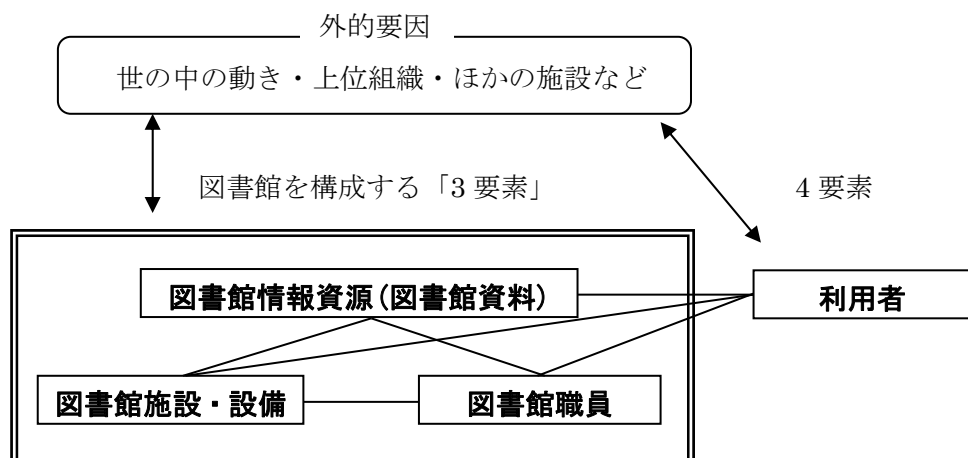 外的要因
世の中の動き・上位組織・ほかの施設など
図書館を構成する「3 要素」
4 要素
図書館情報資源(図書館資料)
利用者
図書館施設・設備
図書館職員